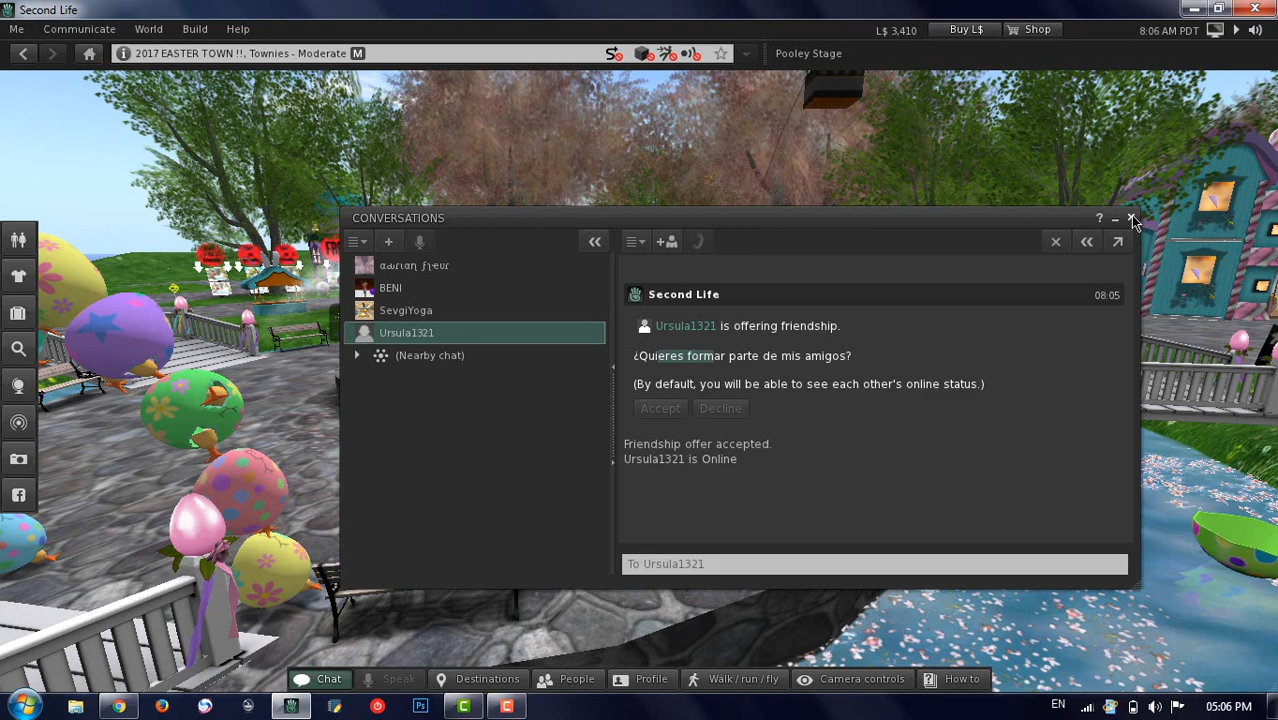 Second Life
Me Communicate World Build Help
L$ 3,410 Buy L$ Shop 8:06 AM PDT
2017 EASTER TOWN !!, Townies - Moderate M
Pooley Stage
CONVERSATIONS
BENI
SevgiYoga
Ursula1321
(Nearby chat)
Second Life 08:05
Ursula1321 is offering friendship.
¿Quieres formar parte de mis amigos?
(By default, you will be able to see each other's online status.)
Accept Decline
Friendship offer accepted.
Ursula1321 is Online
To Ursula1321
Chat Speak Destinations People Profile Walk / run / fly Camera controls How to
EN 05:06 PM